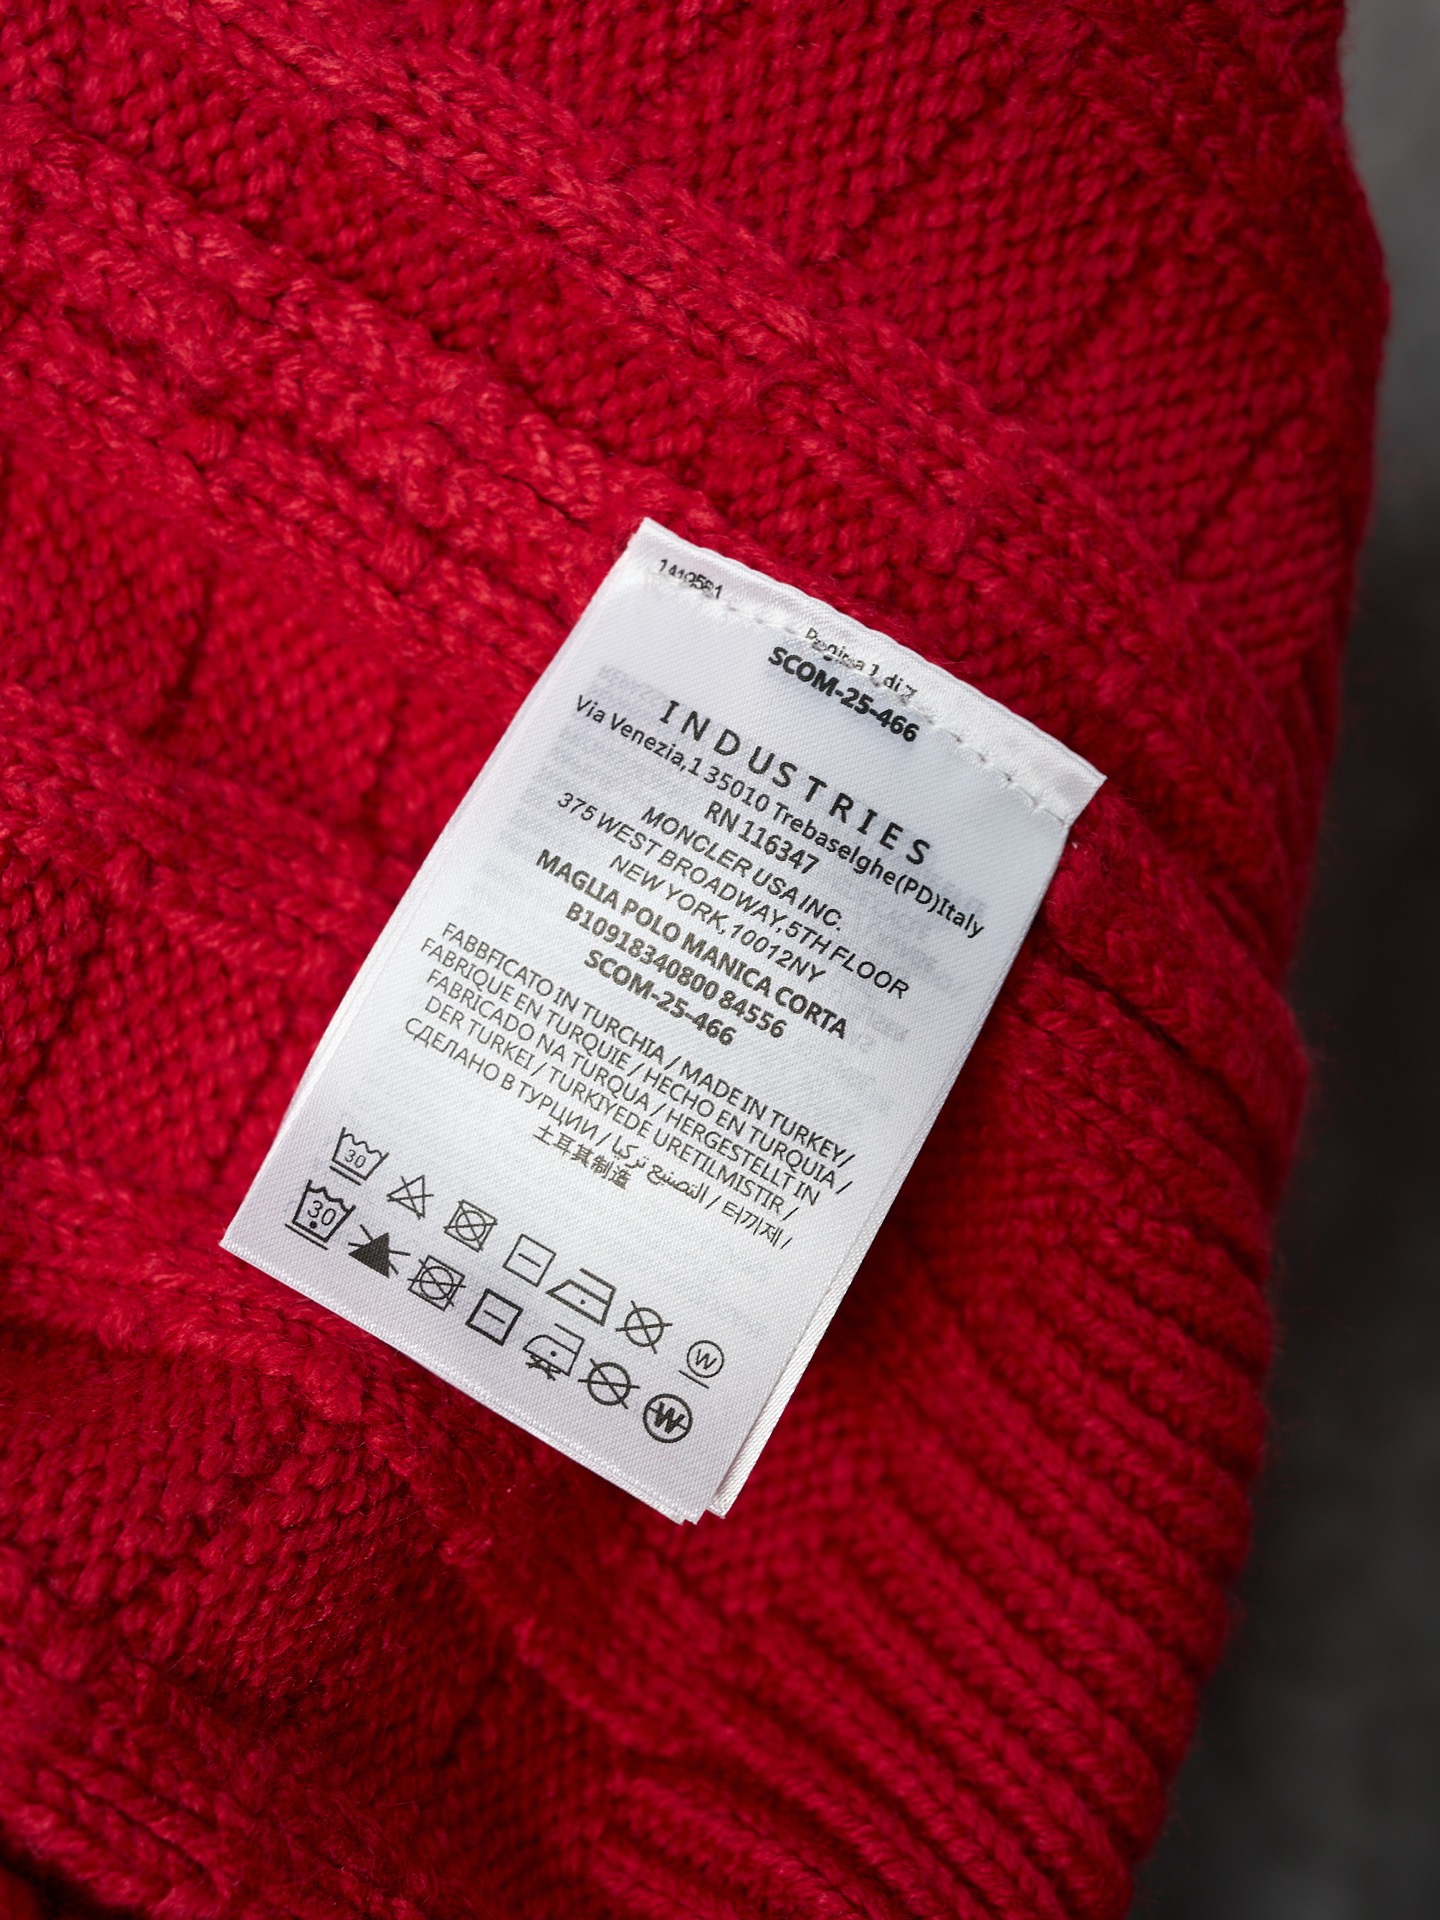 1419561
Pagina 1 di 7
SCOM-25-466
INDUSTRIES
Via Venezia,1 35010 Trebaselghe(PD)Italy
RN 116347
MONCLER USA INC.
375 WEST BROADWAY,5TH FLOOR
NEW YORK,10012NY
MAGLIA POLO MANICA CORTA
B10918340800 84556
SCOM-25-466
FABBFICATO IN TURCHIA / MADE IN TURKEY/
FABRIQUE EN TURQUIE / HECHO EN TURQUIA /
FABRICADO NA TURQUA / HERGESTELLT IN
DER TURKEI / TURKIYEDE URETILMISTIR /
СДЕЛАНО В ТУРЦИИ / التصنيع تركيا / 터끼제 /
土耳其制造
30
30
W
W